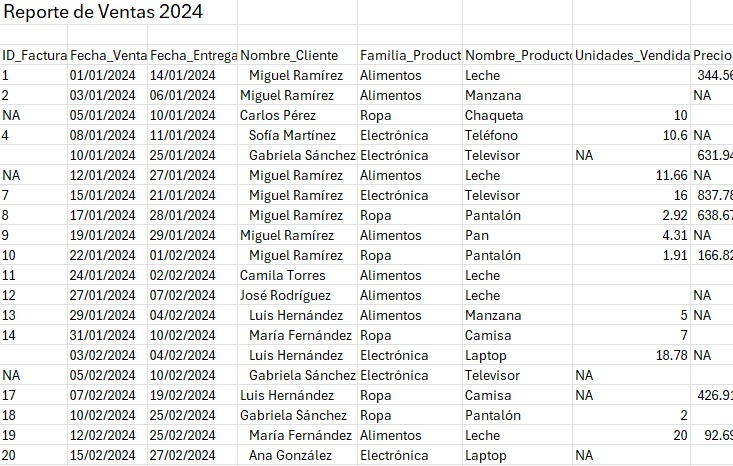 Reporte de Ventas 2024
ID_Factura Fecha_Venta Fecha_Entrega Nombre_Cliente Familia_Product Nombre_Producto Unidades_Vendida Precio
1 01/01/2024 14/01/2024 Miguel Ramírez Alimentos Leche 344.56
2 03/01/2024 06/01/2024 Miguel Ramírez Alimentos Manzana NA
NA 05/01/2024 10/01/2024 Carlos Pérez Ropa Chaqueta 10
4 08/01/2024 11/01/2024 Sofía Martínez Electrónica Teléfono 10.6 NA
10/01/2024 25/01/2024 Gabriela Sánchez Electrónica Televisor NA 631.94
NA 12/01/2024 27/01/2024 Miguel Ramírez Alimentos Leche 11.66 NA
7 15/01/2024 21/01/2024 Miguel Ramírez Electrónica Televisor 16 837.78
8 17/01/2024 28/01/2024 Miguel Ramírez Ropa Pantalón 2.92 638.67
9 19/01/2024 29/01/2024 Miguel Ramírez Alimentos Pan 4.31 NA
10 22/01/2024 01/02/2024 Miguel Ramírez Ropa Pantalón 1.91 166.82
11 24/01/2024 02/02/2024 Camila Torres Alimentos Leche
12 27/01/2024 07/02/2024 José Rodríguez Alimentos Leche NA
13 29/01/2024 04/02/2024 Luis Hernández Alimentos Manzana 5 NA
14 31/01/2024 10/02/2024 María Fernández Ropa Camisa 7
03/02/2024 04/02/2024 Luis Hernández Electrónica Laptop 18.78 NA
NA 05/02/2024 10/02/2024 Gabriela Sánchez Electrónica Televisor NA
17 07/02/2024 19/02/2024 Luis Hernández Ropa Camisa NA 426.91
18 10/02/2024 25/02/2024 Gabriela Sánchez Ropa Pantalón 2
19 12/02/2024 25/02/2024 María Fernández Alimentos Leche 20 92.69
20 15/02/2024 27/02/2024 Ana González Electrónica Laptop NA